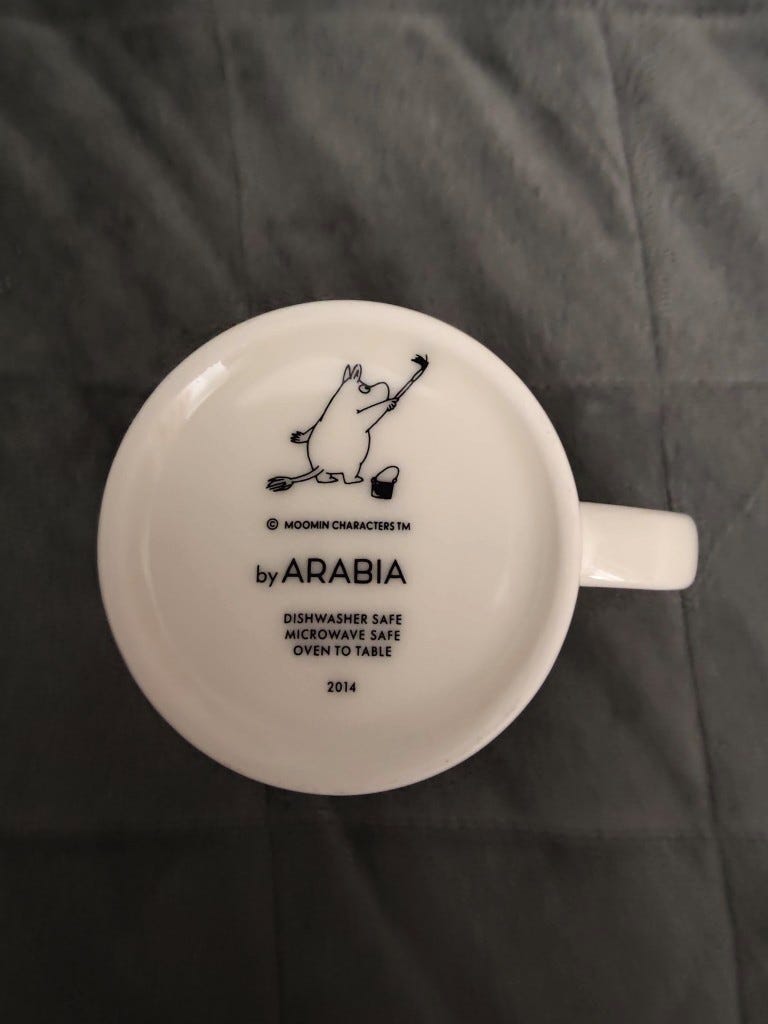 © MOOMIN CHARACTERS TM
by ARABIA
DISHWASHER SAFE
MICROWAVE SAFE
OVEN TO TABLE
2014